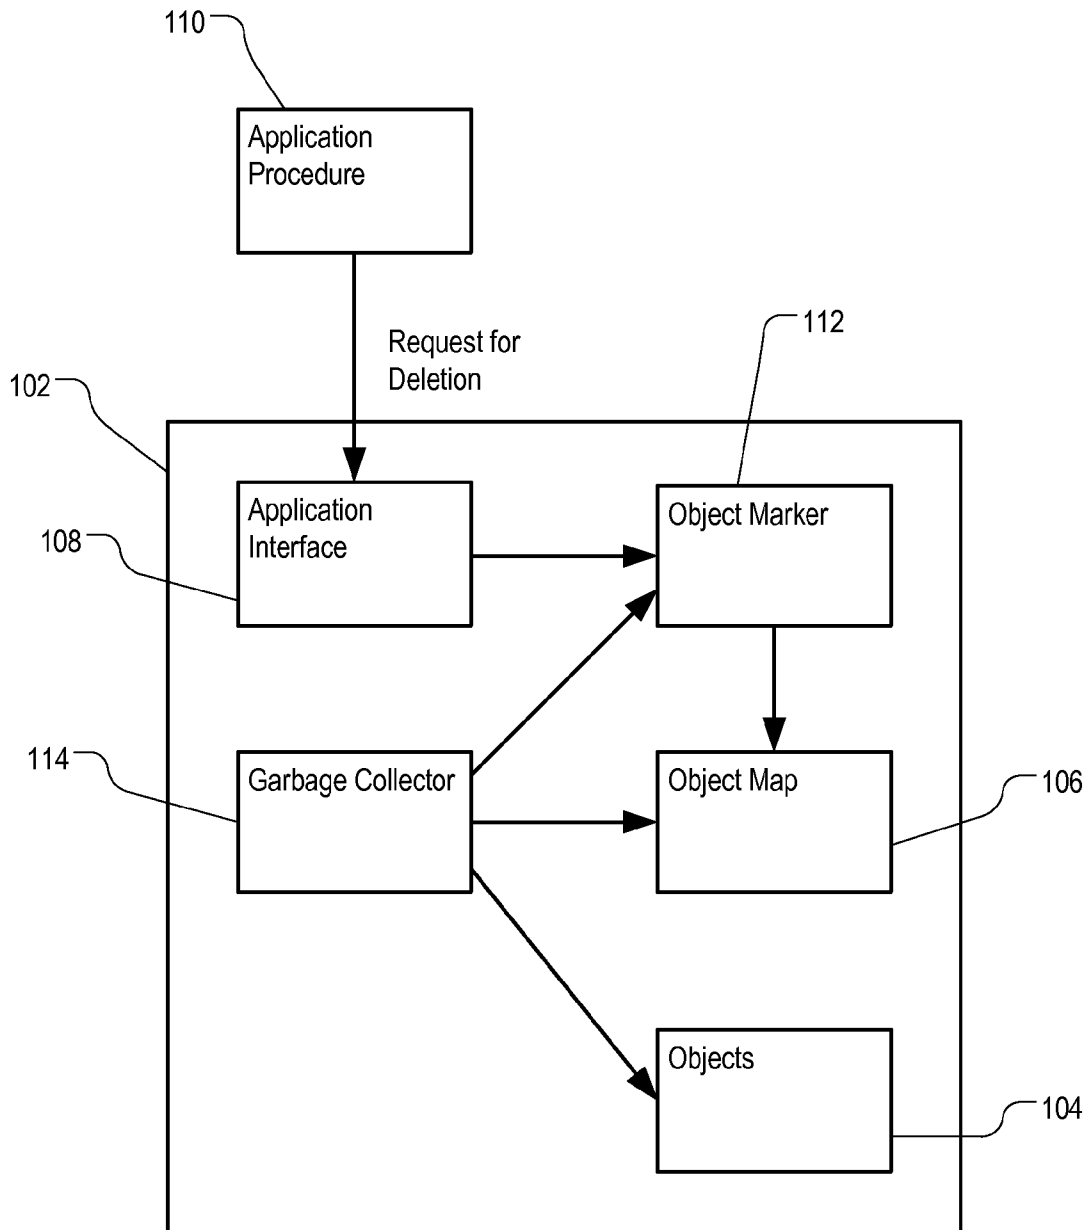 110
Application
Procedure
Request for
Deletion
112
102
Application
Interface
Object Marker
108
114
Garbage Collector
Object Map
106
Objects
104